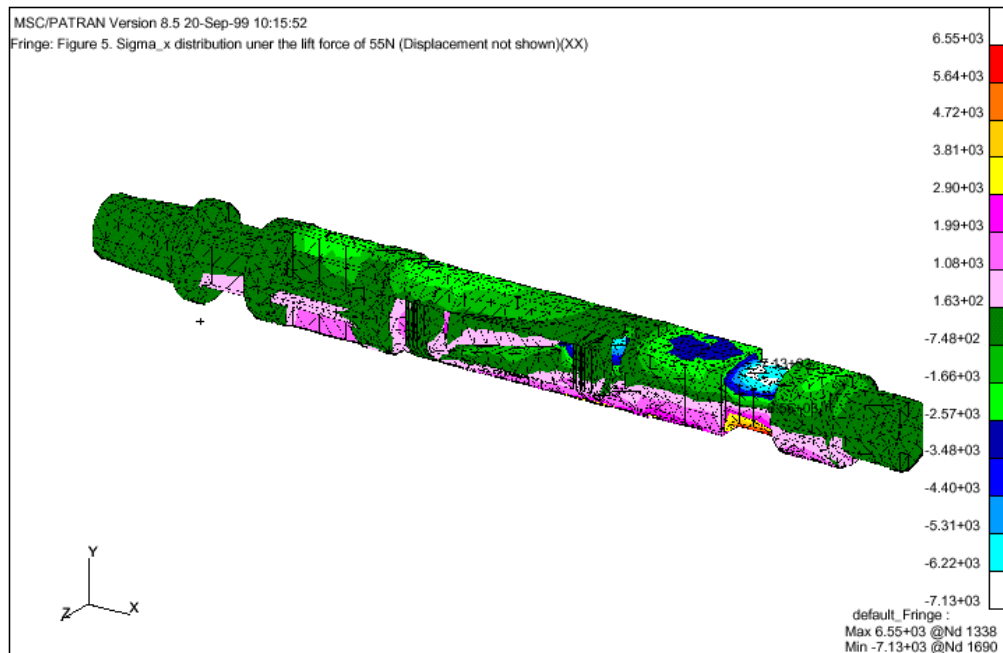 MSC/PATRAN Version 8.5 20-Sep-99 10:15:52
Fringe: Figure 5. Sigma_x distribution uner the lift force of 55N (Displacement not shown)(XX)
6.55+03
5.64+03
4.72+03
3.81+03
2.90+03
1.99+03
1.08+03
1.63+02
-7.48+02
-1.66+03
-2.57+03
-3.48+03
-4.40+03
-5.31+03
-6.22+03
-7.13+03
Y
Z
X
default_Fringe :
Max 6.55+03 @Nd 1338
Min -7.13+03 @Nd 1690